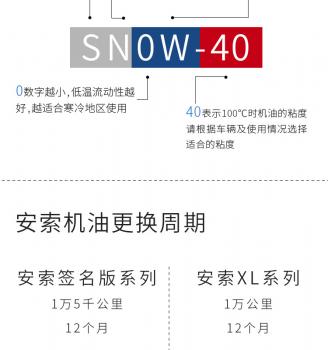 SN0W-40
0数字越小，低温流动性越
好，越适合寒冷地区使用
40表示100℃时机油的粘度
请根据车辆及使用情况选择
适合的粘度
安索机油更换周期
安索签名版系列
1万5千公里
12个月
安索XL系列
1万公里
12个月